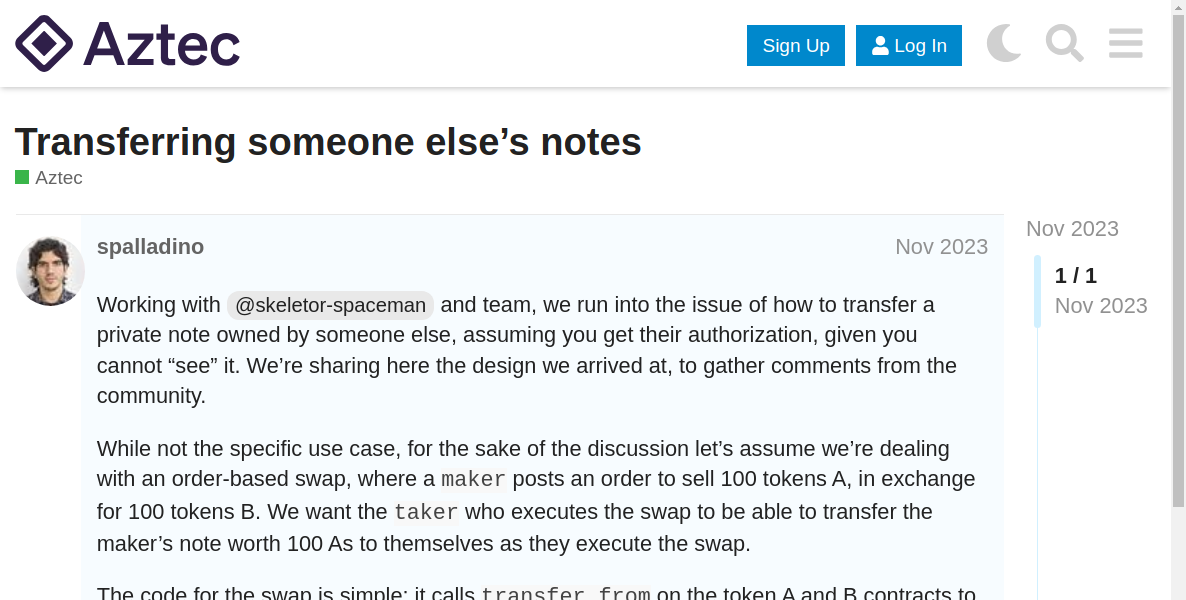 Aztec
Sign Up
Log In
Transferring someone else’s notes
Aztec
spalladino
Nov 2023
Nov 2023
1 / 1
Nov 2023
Working with @skeletor-spaceman and team, we run into the issue of how to transfer a
private note owned by someone else, assuming you get their authorization, given you
cannot “see” it. We’re sharing here the design we arrived at, to gather comments from the
community.
While not the specific use case, for the sake of the discussion let’s assume we’re dealing
with an order-based swap, where a maker posts an order to sell 100 tokens A, in exchange
for 100 tokens B. We want the taker who executes the swap to be able to transfer the
maker’s note worth 100 As to themselves as they execute the swap.
The code for the swap is simple: it calls transfer_from on the token A and B contracts to